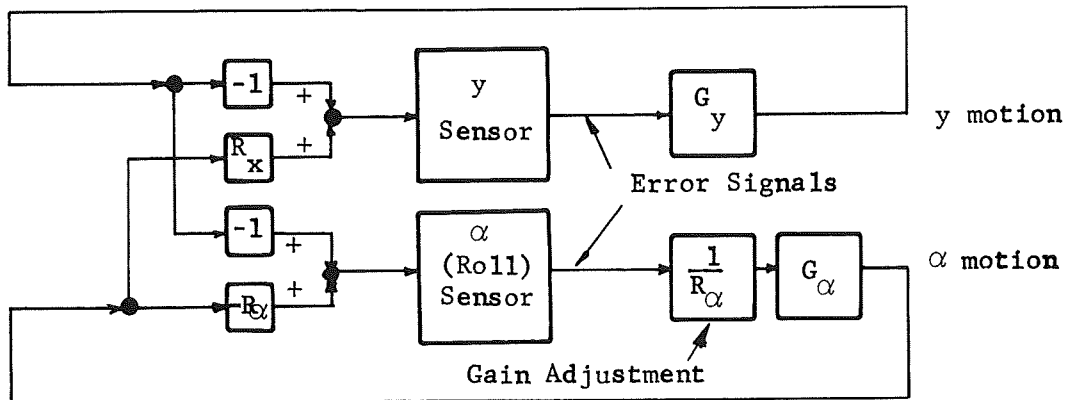 -1
+
y
Sensor
G y
y motion
R x
+
Error Signals
-1
+
α
(Roll)
Sensor
1
R α
G α
α motion
-R α
+
Gain Adjustment